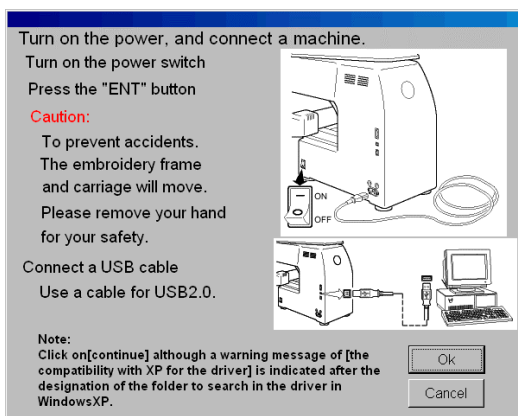 Turn on the power, and connect a machine.
Turn on the power switch
Press the "ENT" button
Caution:
To prevent accidents.
The embroidery frame
and carriage will move.
Please remove your hand
for your safety.
ON
OFF
Connect a USB cable
Use a cable for USB2.0.
Note:
Click on[continue] although a warning message of [the
compatibility with XP for the driver] is indicated after the
designation of the folder to search in the driver in
WindowsXP.
Ok
Cancel